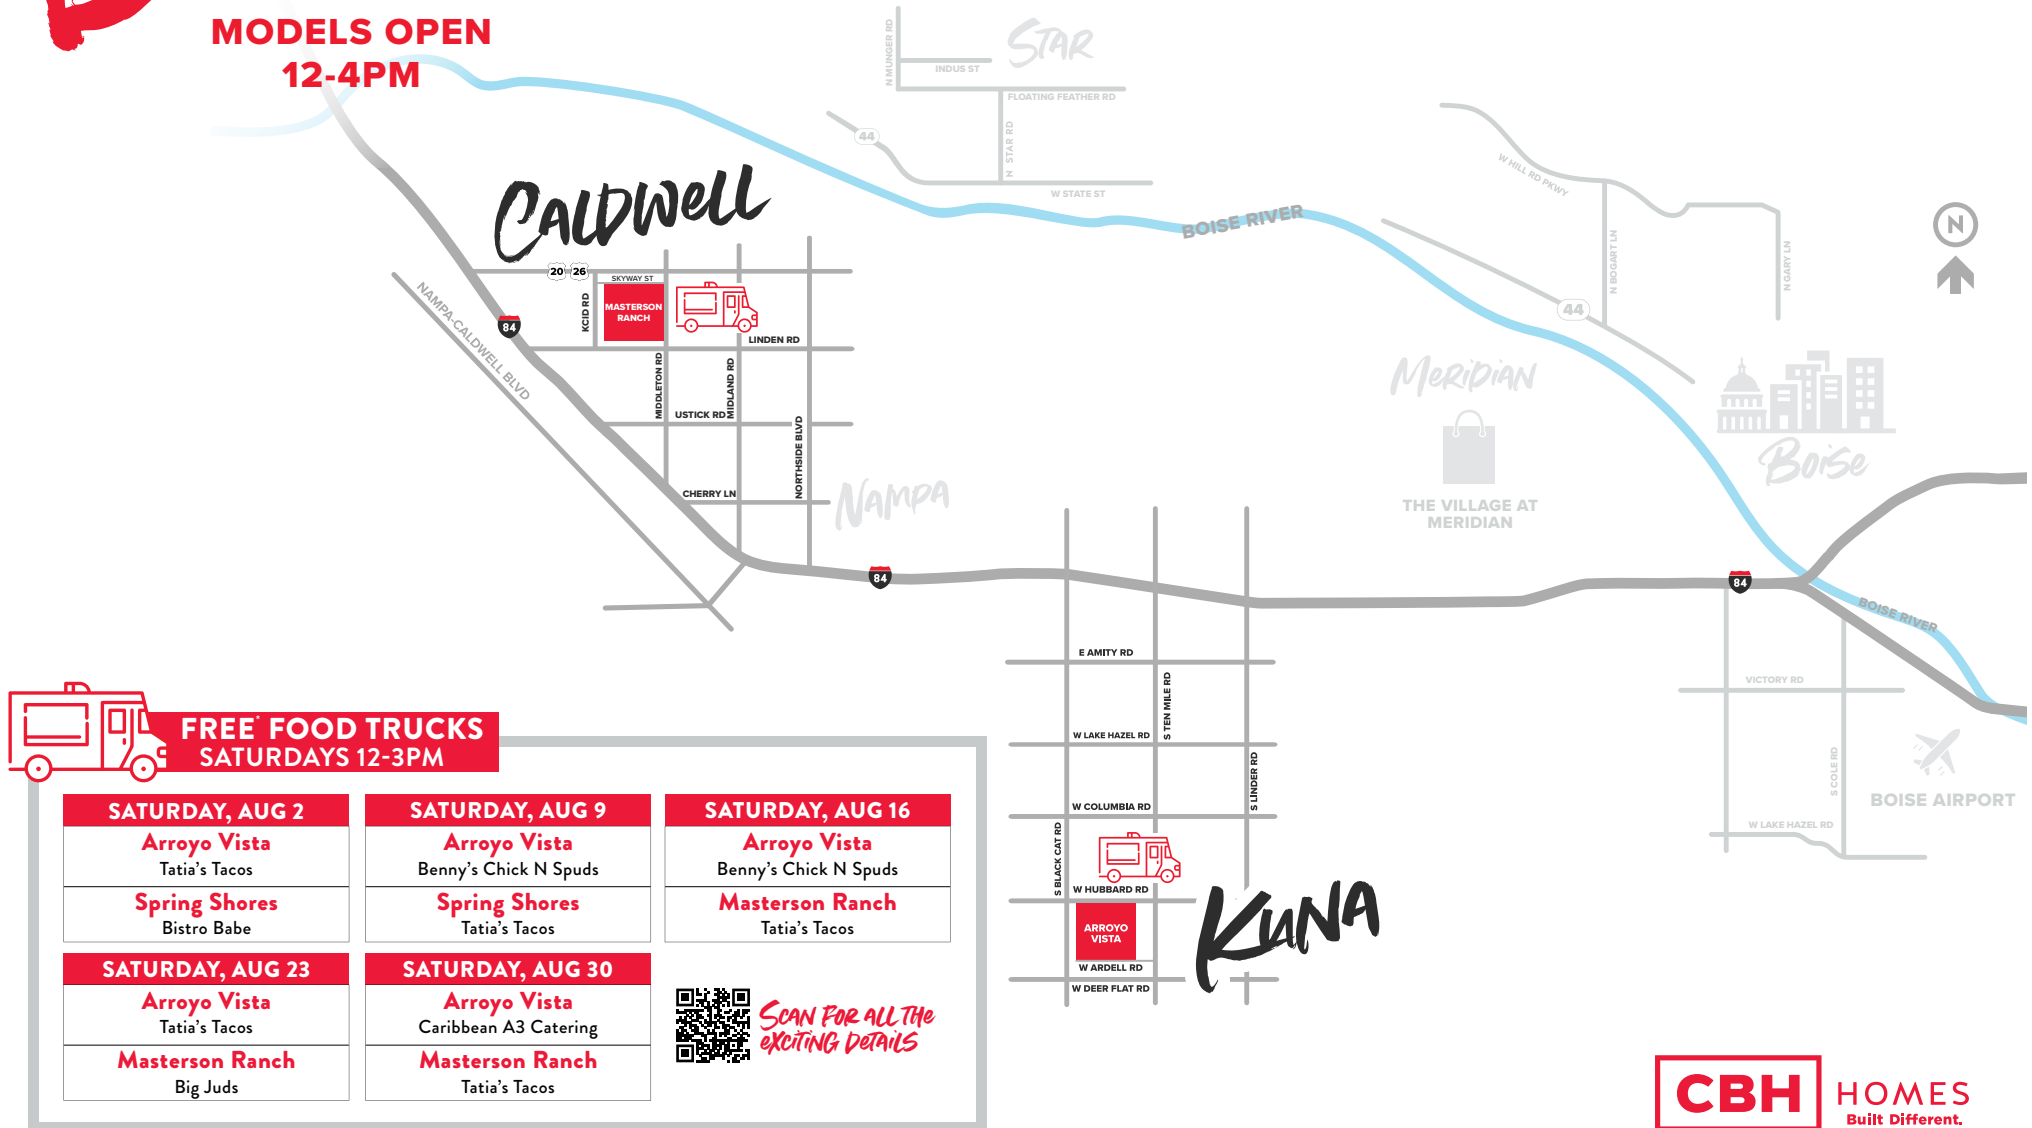 MODELS OPEN
12-4PM
STAR
N MUNGER RD
INDUS ST
FLOATING FEATHER RD
N STAR RD
44
W STATE ST
W HILL RD PKWY
BOISE RIVER
N BOGART LN
N GARY LN
N
44
CALDWELL
20 26
SKYWAY ST
KCID RD
MASTERSON
RANCH
NAMPA-CALDWELL BLVD
84
LINDEN RD
MIDDLETON RD
MIDLAND RD
USTICK RD
NORTHSIDE BLVD
CHERRY LN
NAMPA
MERIDIAN
THE VILLAGE AT
MERIDIAN
BOISE
84
84
BOISE RIVER
E AMITY RD
S TEN MILE RD
W LAKE HAZEL RD
S LINDER RD
W COLUMBIA RD
S BLACK CAT RD
W HUBBARD RD
ARROYO
VISTA
W ARDELL RD
W DEER FLAT RD
KUNA
VICTORY RD
S COLE RD
BOISE AIRPORT
W LAKE HAZEL RD
FREE* FOOD TRUCKS
SATURDAYS 12-3PM
SATURDAY, AUG 2
Arroyo Vista
Tatia's Tacos
Spring Shores
Bistro Babe
SATURDAY, AUG 9
Arroyo Vista
Benny's Chick N Spuds
Spring Shores
Tatia's Tacos
SATURDAY, AUG 16
Arroyo Vista
Benny's Chick N Spuds
Masterson Ranch
Tatia's Tacos
SATURDAY, AUG 23
Arroyo Vista
Tatia's Tacos
Masterson Ranch
Big Juds
SATURDAY, AUG 30
Arroyo Vista
Caribbean A3 Catering
Masterson Ranch
Tatia's Tacos
SCAN FOR ALL THE
EXCITING DETAILS
CBH HOMES
Built Different.